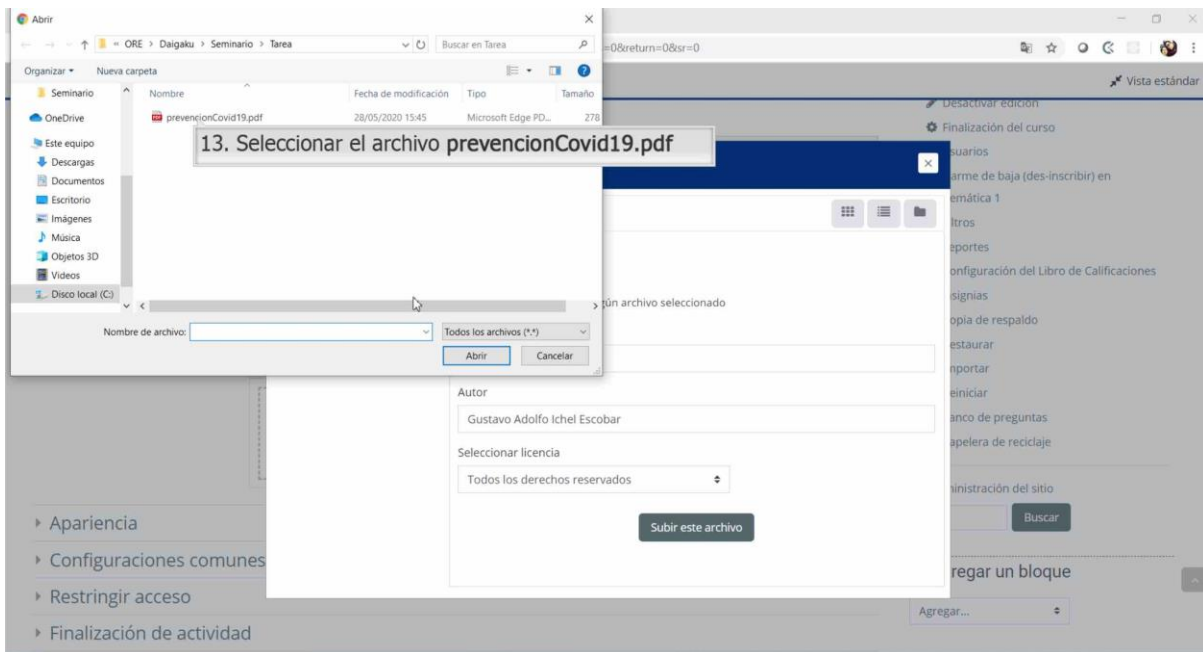 Abrir
« ORE > Daigaku > Seminario > Tarea
Buscar en Tarea
=0&return=0&sr=0
Organizar
Nueva carpeta
Vista estándar
Seminario
OneDrive
Este equipo
Descargas
Documentos
Escritorio
Imágenes
Música
Objetos 3D
Videos
Disco local (C:)
Nombre
Fecha de modificación
Tipo
Tamaño
prevencionCovid19.pdf
28/05/2020 15:45
Microsoft Edge PD...
278
13. Seleccionar el archivo prevencionCovid19.pdf
Nombre de archivo:
Todos los archivos (*.*)
Abrir
Cancelar
archivo seleccionado
Autor
Gustavo Adolfo Ichel Escobar
Seleccionar licencia
Todos los derechos reservados
Subir este archivo
Desactivar edición
Finalización del curso
suarios
arme de baja (des-inscribir) en
emática 1
ltros
eportes
onfiguración del Libro de Calificaciones
signias
opia de respaldo
estaurar
mportar
einiciar
anco de preguntas
apelera de reciclaje
ministración del sitio
Buscar
regar un bloque
Agregar...
Apariencia
Configuraciones comunes
Restringir acceso
Finalización de actividad